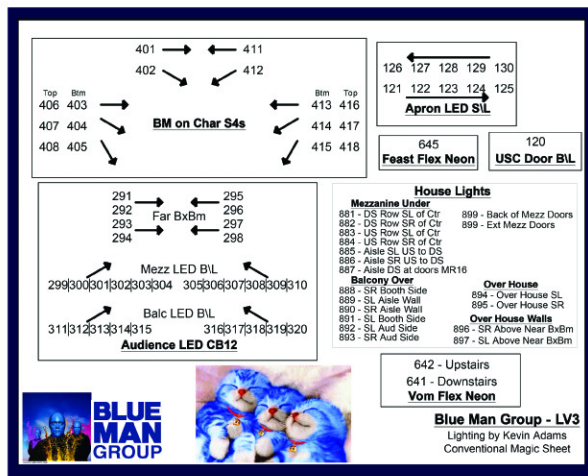 401 411
402 412
Top Btm Btm Top
406 403 413 416
BM on Char S4s
407 404 414 417
408 405 415 418
126 127 128 129 130
121 122 123 124 125
Apron LED S\L
645
Feast Flex Neon
120
USC Door B\L
291 295
292 296
Far BxBm
293 297
294 298
Mezz LED B\L
299|300|301|302|303|304 305|306|307|308|309|310
Balc LED B\L
311|312|313|314|315 316|317|318|319|320
Audience LED CB12
House Lights
Mezzanine Under
881 - DS Row SL of Ctr
882 - DS Row SR of Ctr
883 - US Row SL of Ctr
884 - US Row SR of Ctr
885 - Aisle SL US to DS
886 - Aisle SR US to DS
887 - Aisle DS at doors MR16
899 - Back of Mezz Doors
899 - Ext Mezz Doors
Balcony Over
888 - SR Booth Side
889 - SL Aisle Wall
890 - SR Aisle Wall
891 - SL Booth Side
892 - SL Aud Side
893 - SR Aud Side
Over House
894 - Over House SL
895 - Over House SR
Over House Walls
896 - SR Above Near BxBm
897 - SL Above Near BxBm
642 - Upstairs
641 - Downstairs
Vom Flex Neon
BLUE
MAN
GROUP
Blue Man Group - LV3
Lighting by Kevin Adams
Conventional Magic Sheet